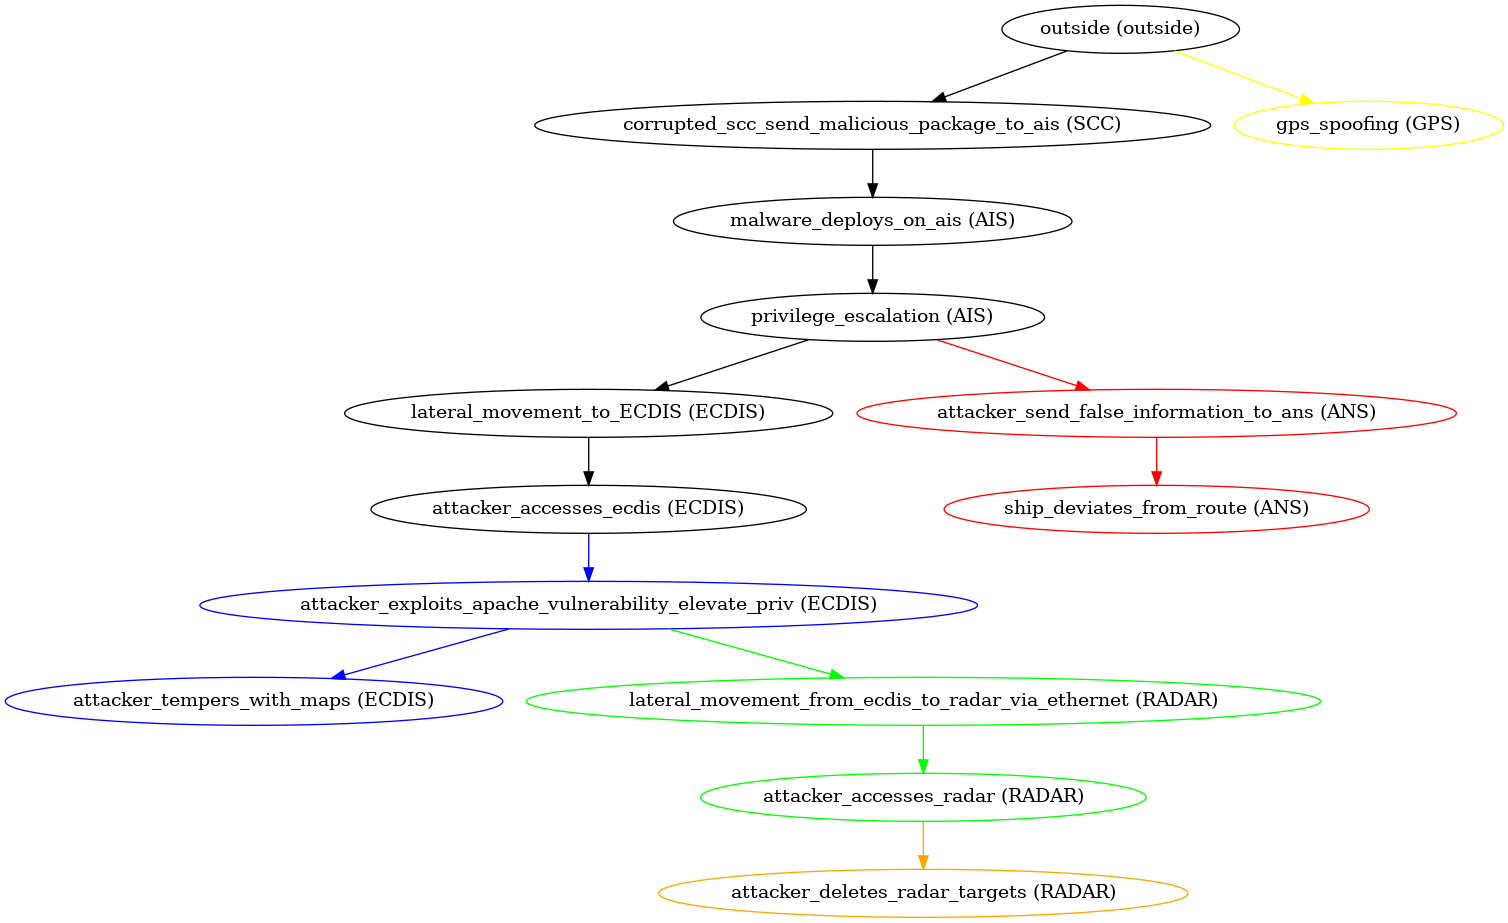 outside (outside)
corrupted_scc_send_malicious_package_to_ais (SCC)
gps_spoofing (GPS)
malware_deploys_on_ais (AIS)
privilege_escalation (AIS)
lateral_movement_to_ECDIS (ECDIS)
attacker_send_false_information_to_ans (ANS)
attacker_accesses_ecdis (ECDIS)
ship_deviates_from_route (ANS)
attacker_exploits_apache_vulnerability_elevate_priv (ECDIS)
attacker_tempers_with_maps (ECDIS)
lateral_movement_from_ecdis_to_radar_via_ethernet (RADAR)
attacker_accesses_radar (RADAR)
attacker_deletes_radar_targets (RADAR)